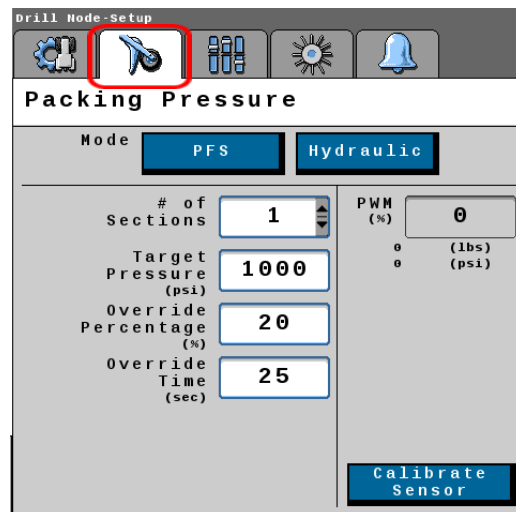 Drill Node-Setup
Packing Pressure
Mode
PFS
Hydraulic
# of
Sections
1
Target
Pressure
(psi)
1000
Override
Percentage
(%)
20
Override
Time
(sec)
25
PWM
(%)
0
0 (lbs)
0 (psi)
Calibrate
Sensor